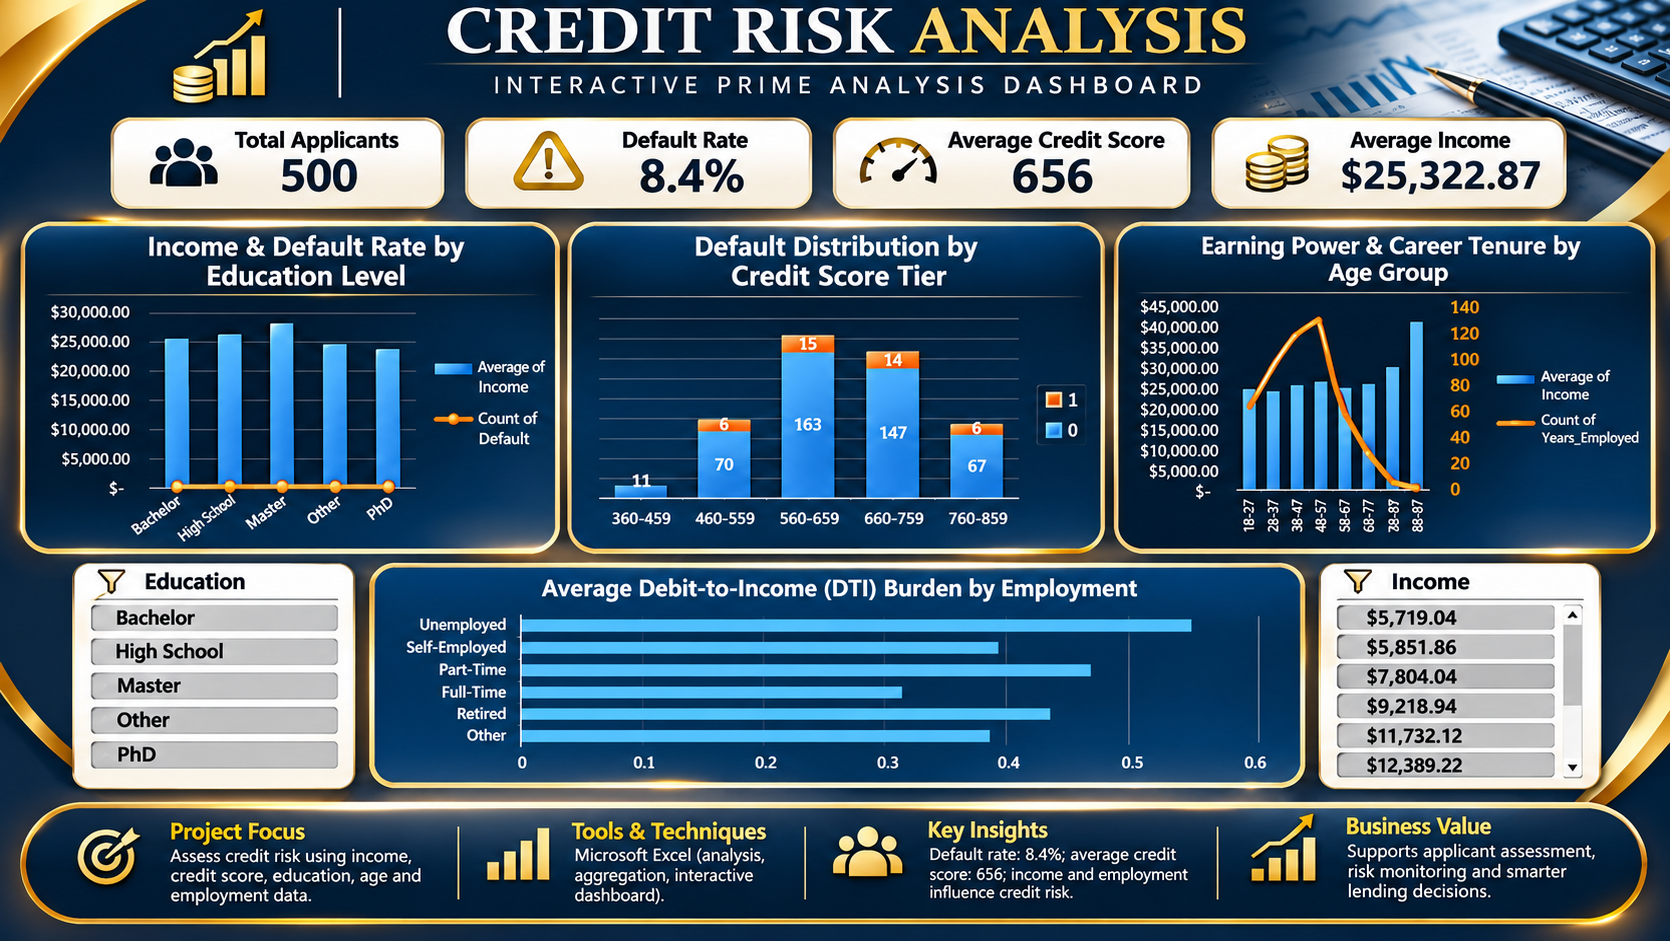 CREDIT RISK ANALYSIS
INTERACTIVE PRIME ANALYSIS DASHBOARD
Total Applicants
500
Default Rate
8.4%
Average Credit Score
656
Average Income
$25,322.87
Income & Default Rate by
Education Level
$30,000.00
$25,000.00
$20,000.00
$15,000.00
$10,000.00
$5,000.00
$-
Bachelor
High School
Master
Other
PhD
Average of
Income
Count of
Default
Default Distribution by
Credit Score Tier
15
14
6
6
163
147
70
67
11
360-459
460-559
560-659
660-759
760-859
1
0
Earning Power & Career Tenure by
Age Group
$45,000.00
$40,000.00
$35,000.00
$30,000.00
$25,000.00
$20,000.00
$15,000.00
$10,000.00
$5,000.00
$-
140
120
100
80
60
40
20
0
18-27
28-37
38-47
48-57
58-67
68-77
78-87
88-87
Average of
Income
Count of
Years_Employed
Education
Bachelor
High School
Master
Other
PhD
Average Debit-to-Income (DTI) Burden by Employment
Unemployed
Self-Employed
Part-Time
Full-Time
Retired
Other
0
0.1
0.2
0.3
0.4
0.5
0.6
Income
$5,719.04
$5,851.86
$7,804.04
$9,218.94
$11,732.12
$12,389.22
Project Focus
Assess credit risk using income,
credit score, education, age and
employment data.
Tools & Techniques
Microsoft Excel (analysis,
aggregation, interactive
dashboard).
Key Insights
Default rate: 8.4%; average credit
score: 656; income and employment
influence credit risk.
Business Value
Supports applicant assessment,
risk monitoring and smarter
lending decisions.